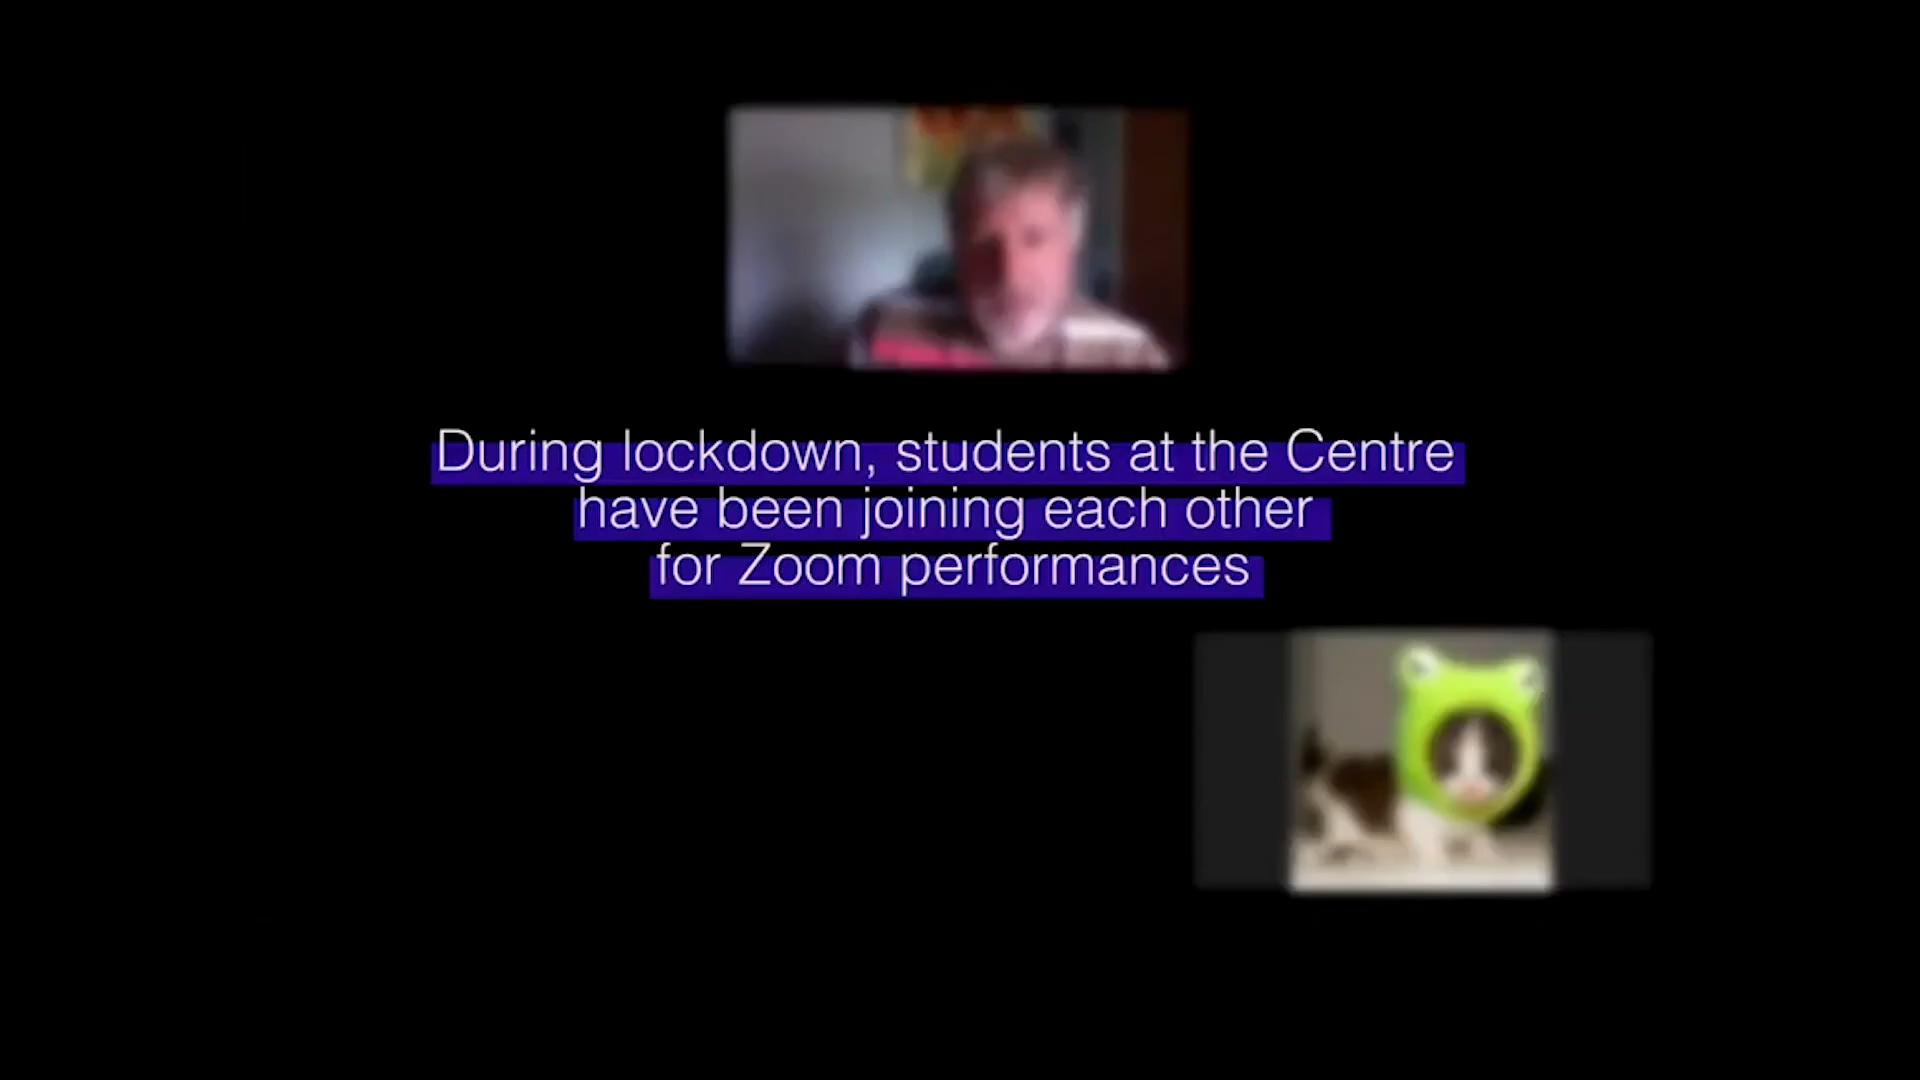 During lockdown, students at the Centre
have been joining each other
for Zoom performances